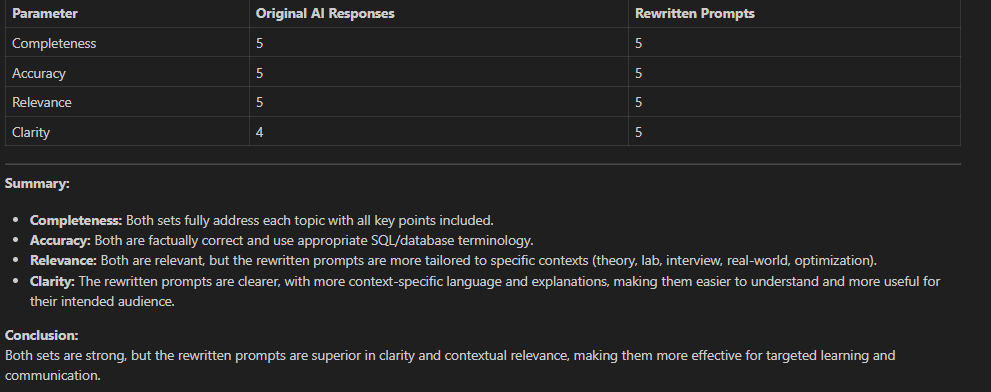 Parameter Original AI Responses Rewritten Prompts
Completeness 5 5
Accuracy 5 5
Relevance 5 5
Clarity 4 5
Summary:
• Completeness: Both sets fully address each topic with all key points included.
• Accuracy: Both are factually correct and use appropriate SQL/database terminology.
• Relevance: Both are relevant, but the rewritten prompts are more tailored to specific contexts (theory, lab, interview, real-world, optimization).
• Clarity: The rewritten prompts are clearer, with more context-specific language and explanations, making them easier to understand and more useful for
their intended audience.
Conclusion:
Both sets are strong, but the rewritten prompts are superior in clarity and contextual relevance, making them more effective for targeted learning and
communication.